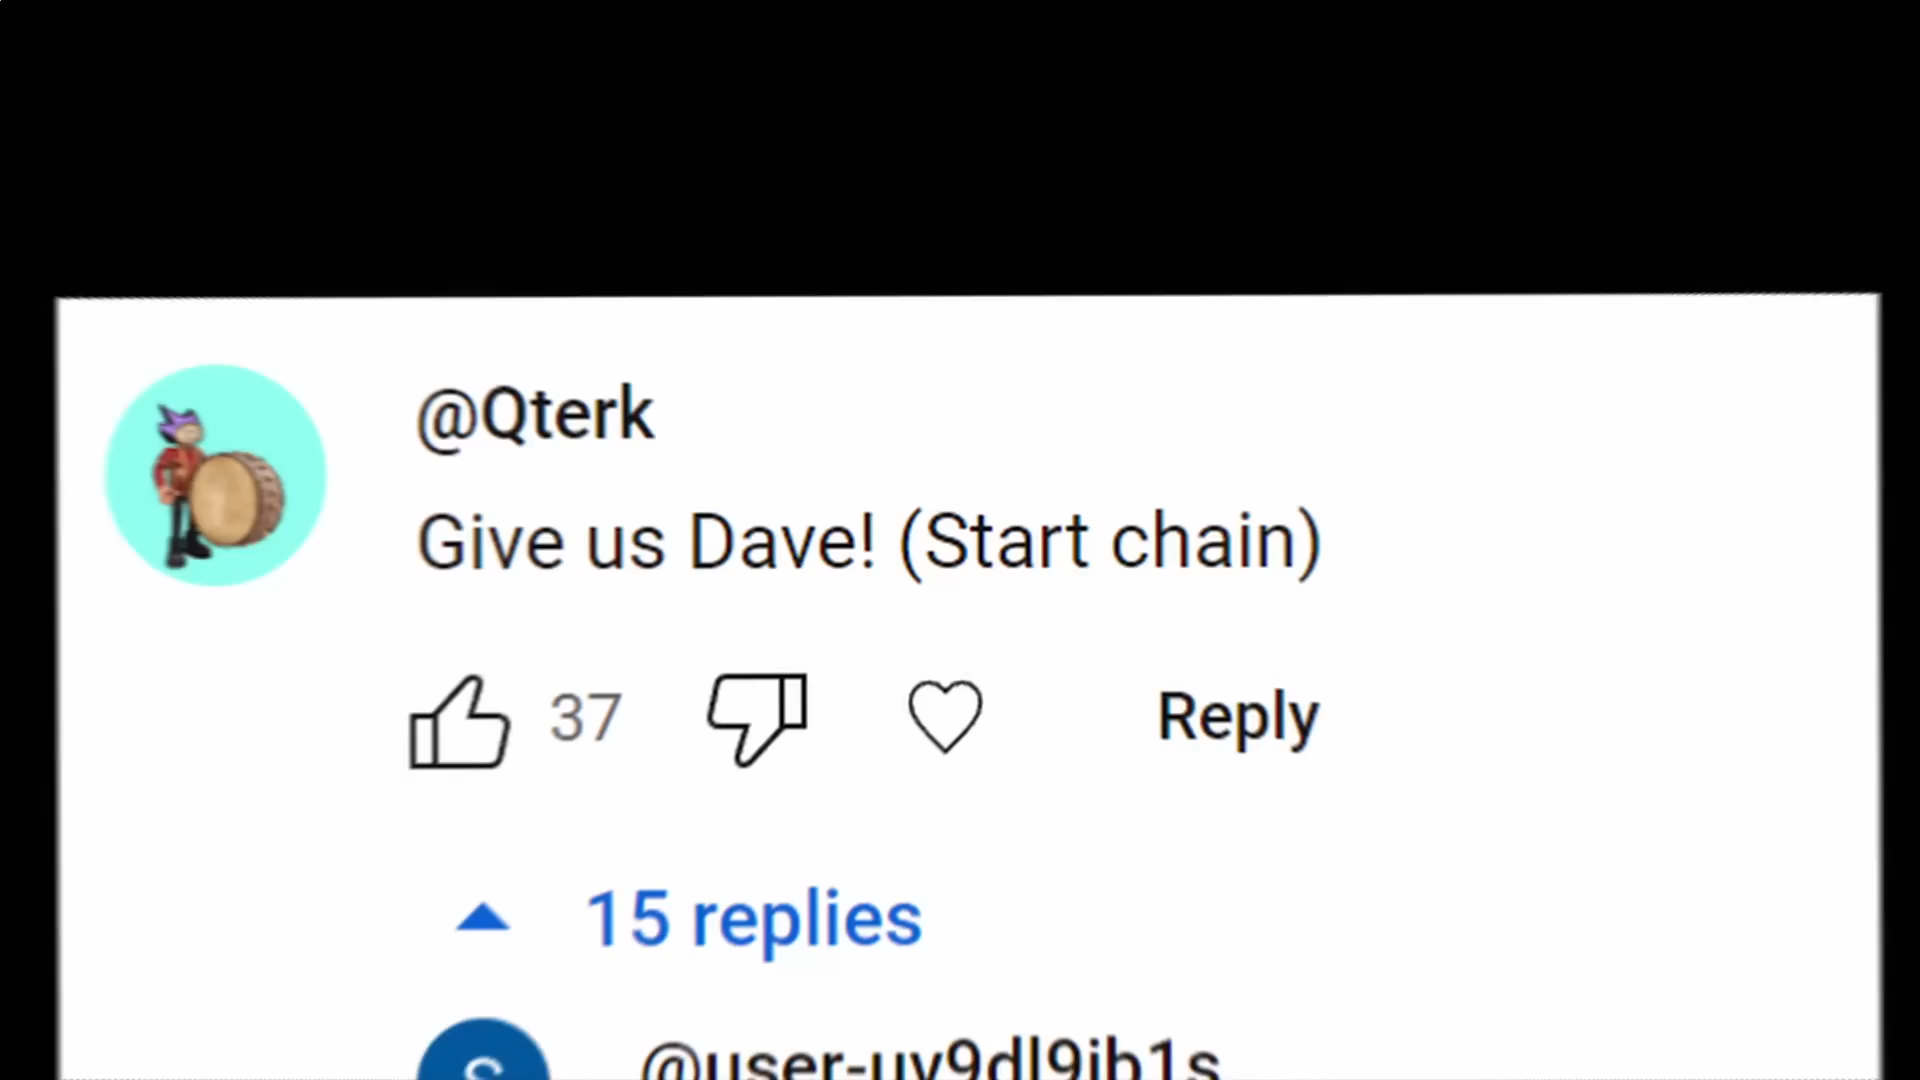 @Qterk
Give us Dave! (Start chain)
37
Reply
15 replies
S